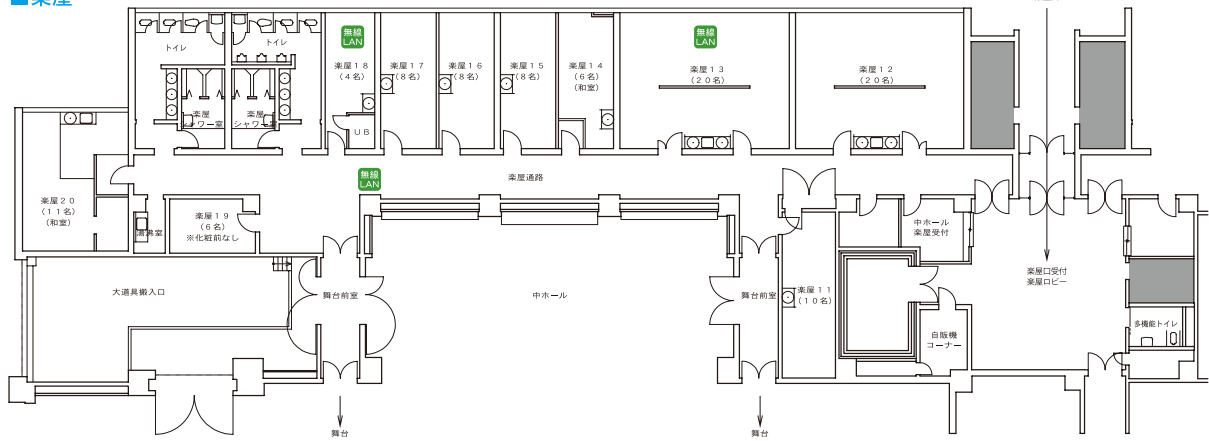 ■楽屋
トイレ
トイレ
無線
LAN
楽屋18
(4名)
UB
楽屋17
(8名)
楽屋16
(8名)
楽屋15
(8名)
楽屋14
(6名)
(和室)
無線
LAN
楽屋13
(20名)
楽屋12
(20名)
楽屋
シャワー室
楽屋
シャワー室
無線
LAN
楽屋通路
楽屋20
(11名)
(和室)
湯沸室
楽屋19
(6名)
※化粧前なし
中ホール
楽屋受付
楽屋口受付
楽屋ロビー
大道具搬入口
舞台前室
中ホール
舞台前室
楽屋11
(10名)
自販機
コーナー
多機能トイレ
舞台
舞台